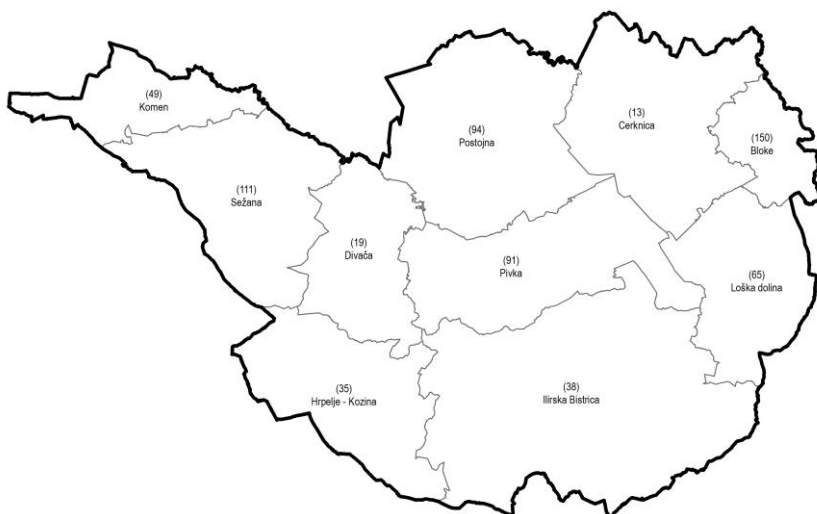 (49)
Komen
(94)
Postojna
(13)
Cerknica
(150)
Bloke
(111)
Sežana
(19)
Divača
(91)
Pivka
(65)
Loška dolina
(35)
Hrpelje - Kozina
(38)
Ilirska Bistrica